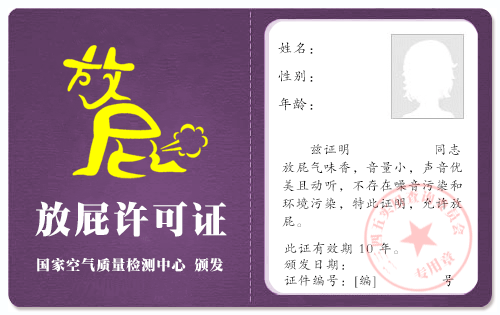 放屁
放屁许可证
国家空气质量检测中心 颁发
姓名：
性别：
年龄：
兹证明 同志
放屁气味香，音量小，声音优
美且动听，不存在噪音污染和
环境污染，特此证明，允许放
屁。
此证有效期 10 年。
颁发日期：
证件编号：[编] 号
专用章